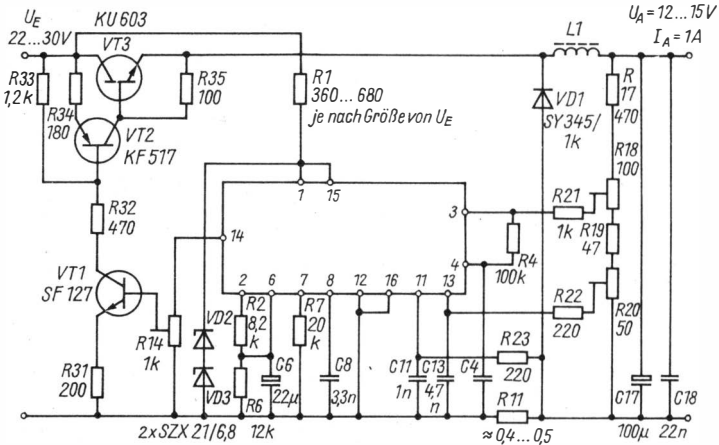 U_E
22...30V
KU 603
VT3
U_A = 12...15V
I_A = 1A
L1
R33
1,2k
R34
180
R35
100
R1
360...680
je nach Größe von U_E
VD1
SY345/
1k
R
17
470
VT2
KF 517
R18
100
1
15
3
R21
1k
R32
470
14
R19
47
4
R4
100k
VT1
SF 127
2
6
7
8
12
16
11
13
R22
220
R20
50
R14
1k
VD2
R2
8,2
k
R7
20
k
R23
220
R31
200
VD3
R6
C6
22µ
C8
3,3n
C11
1n
C13
4,7
n
C4
R11
C17
C18
2x SZX 21/6,8
12k
≈ 0,4...0,5
100µ
22n